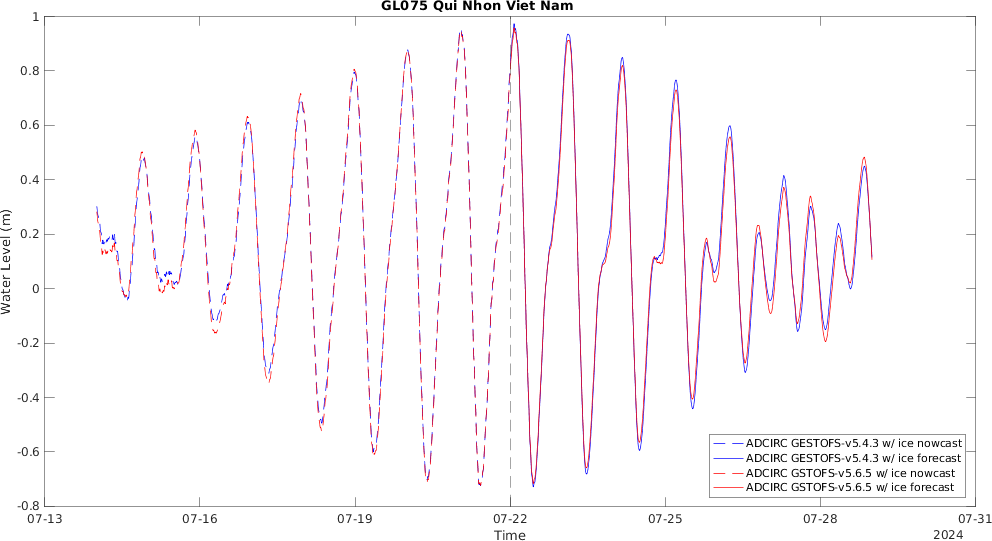 GL075 Qui Nhon Viet Nam
1
0.8
0.6
0.4
0.2
0
-0.2
-0.4
-0.6
-0.8
Water Level (m)
07-13
07-16
07-19
07-22
07-25
07-28
07-31
Time
2024
ADCIRC GESTOFS-v5.4.3 w/ ice nowcast
ADCIRC GESTOFS-v5.4.3 w/ ice forecast
ADCIRC GSTOFS-v5.6.5 w/ ice nowcast
ADCIRC GSTOFS-v5.6.5 w/ ice forecast